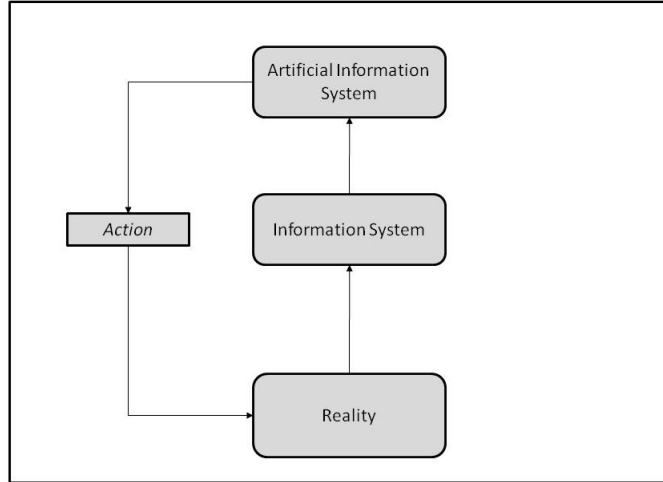 Artificial Information
System
Action
Information System
Reality